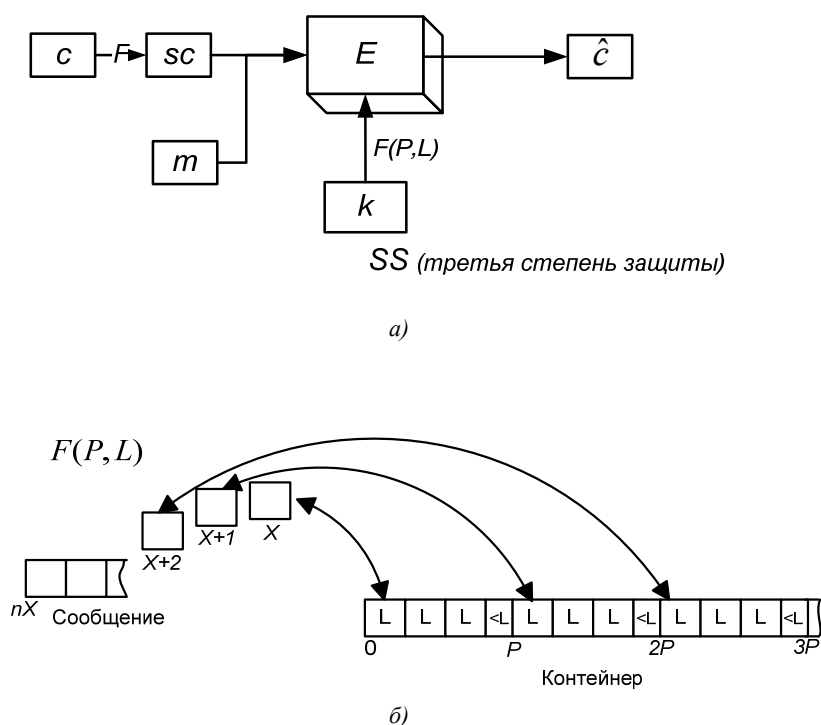 c F sc E ĉ
m
F(P,L)
k
SS (третья степень защиты)
а)
F(P,L)
X+2 X+1 X
nX Сообщение
L L L <L L L L <L L L L <L
0 P 2P 3P
Контейнер
б)